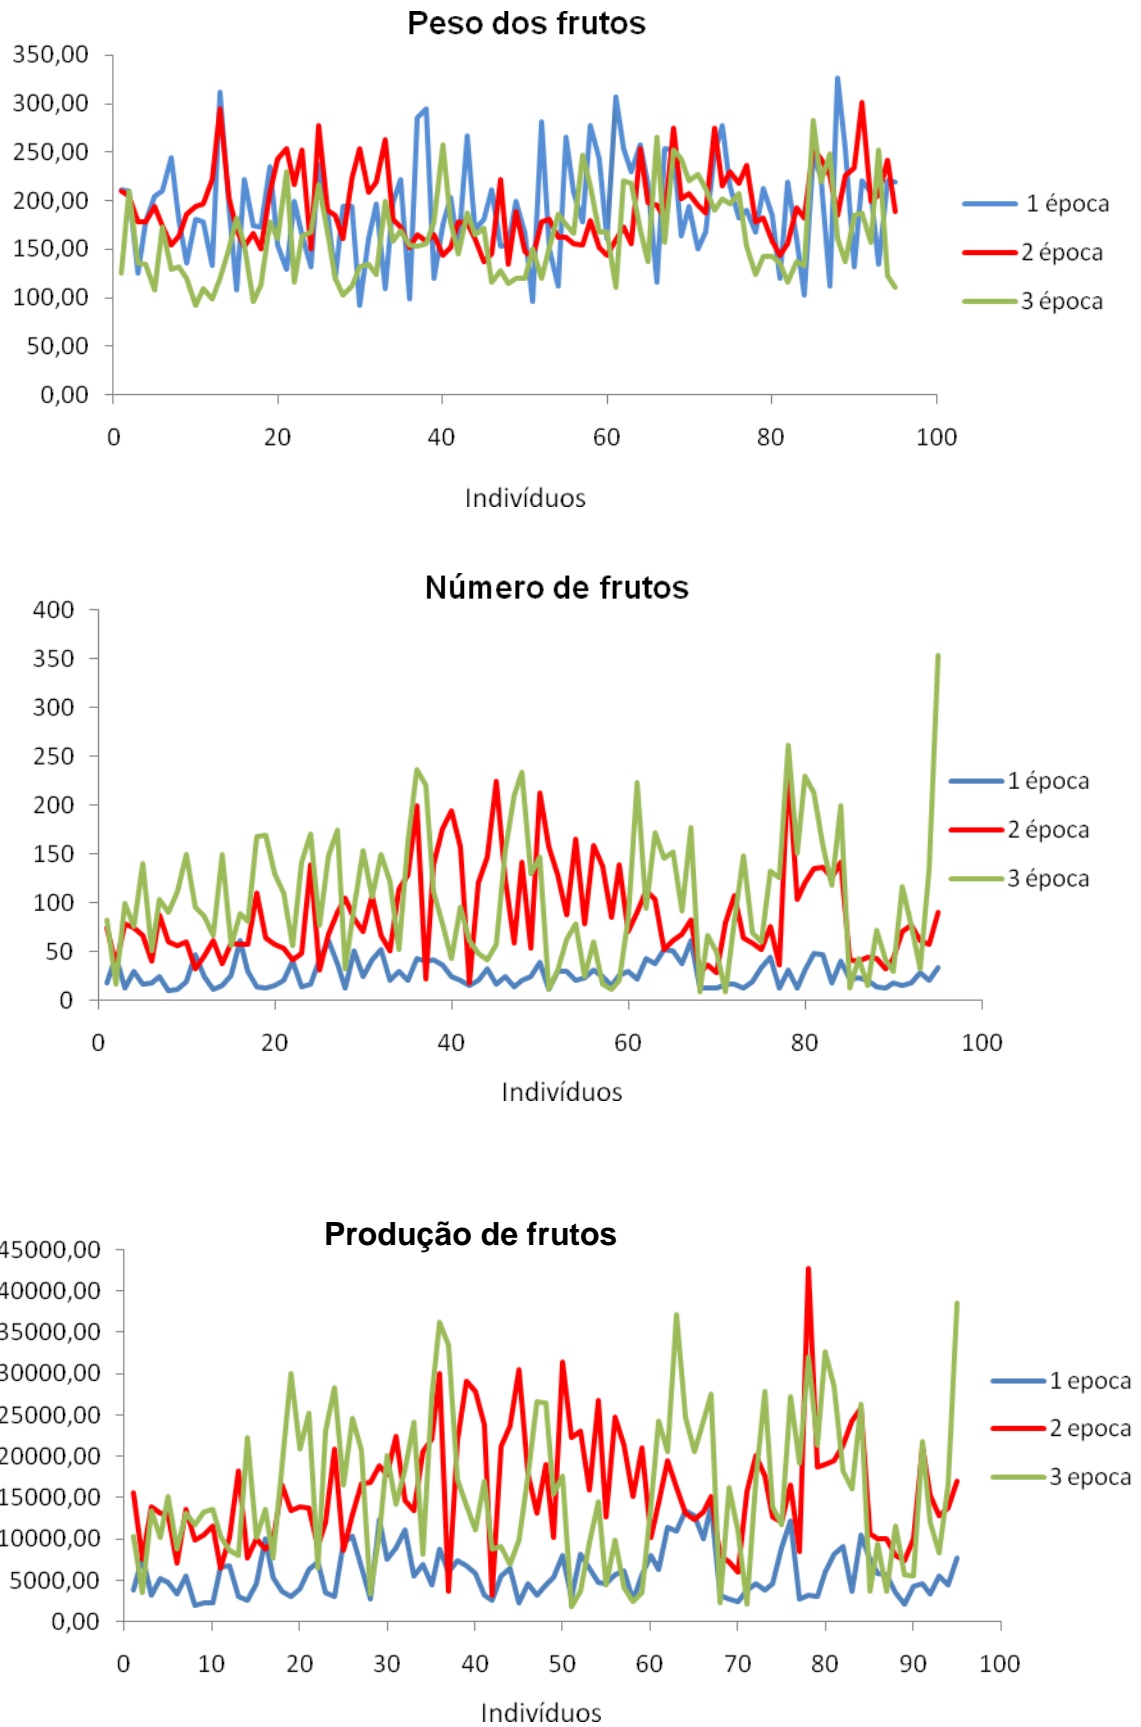 Peso dos frutos
350,00
300,00
250,00
200,00
150,00
100,00
50,00
0,00
0 20 40 60 80 100
Indivíduos
1 época
2 época
3 época
Número de frutos
400
350
300
250
200
150
100
50
0
0 20 40 60 80 100
Indivíduos
1 época
2 época
3 época
Produção de frutos
45000,00
40000,00
35000,00
30000,00
25000,00
20000,00
15000,00
10000,00
5000,00
0,00
0 10 20 30 40 50 60 70 80 90 100
Indivíduos
1 epoca
2 epoca
3 epoca